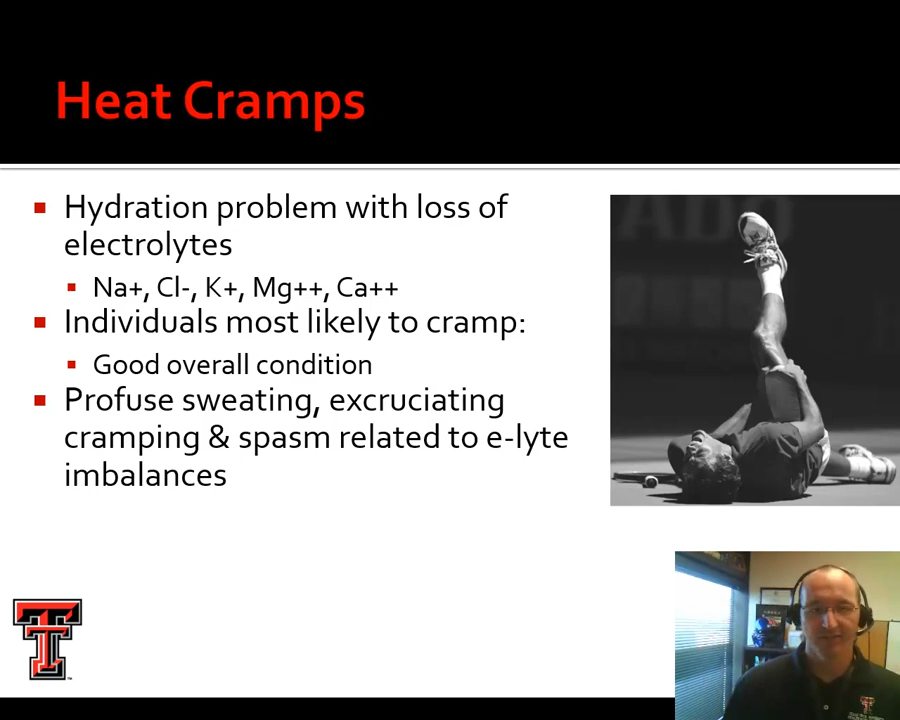 Heat Cramps
Hydration problem with loss of
electrolytes
Na+, Cl-, K+, Mg++, Ca++
Individuals most likely to cramp:
Good overall condition
Profuse sweating, excruciating
cramping & spasm related to e-lyte
imbalances